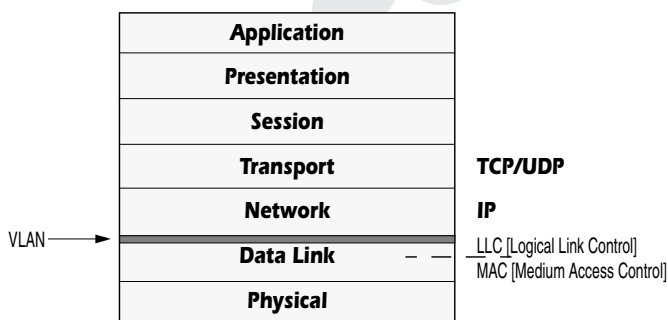 Application
Presentation
Session
Transport
TCP/UDP
Network
IP
VLAN
Data Link
LLC [Logical Link Control]
MAC [Medium Access Control]
Physical